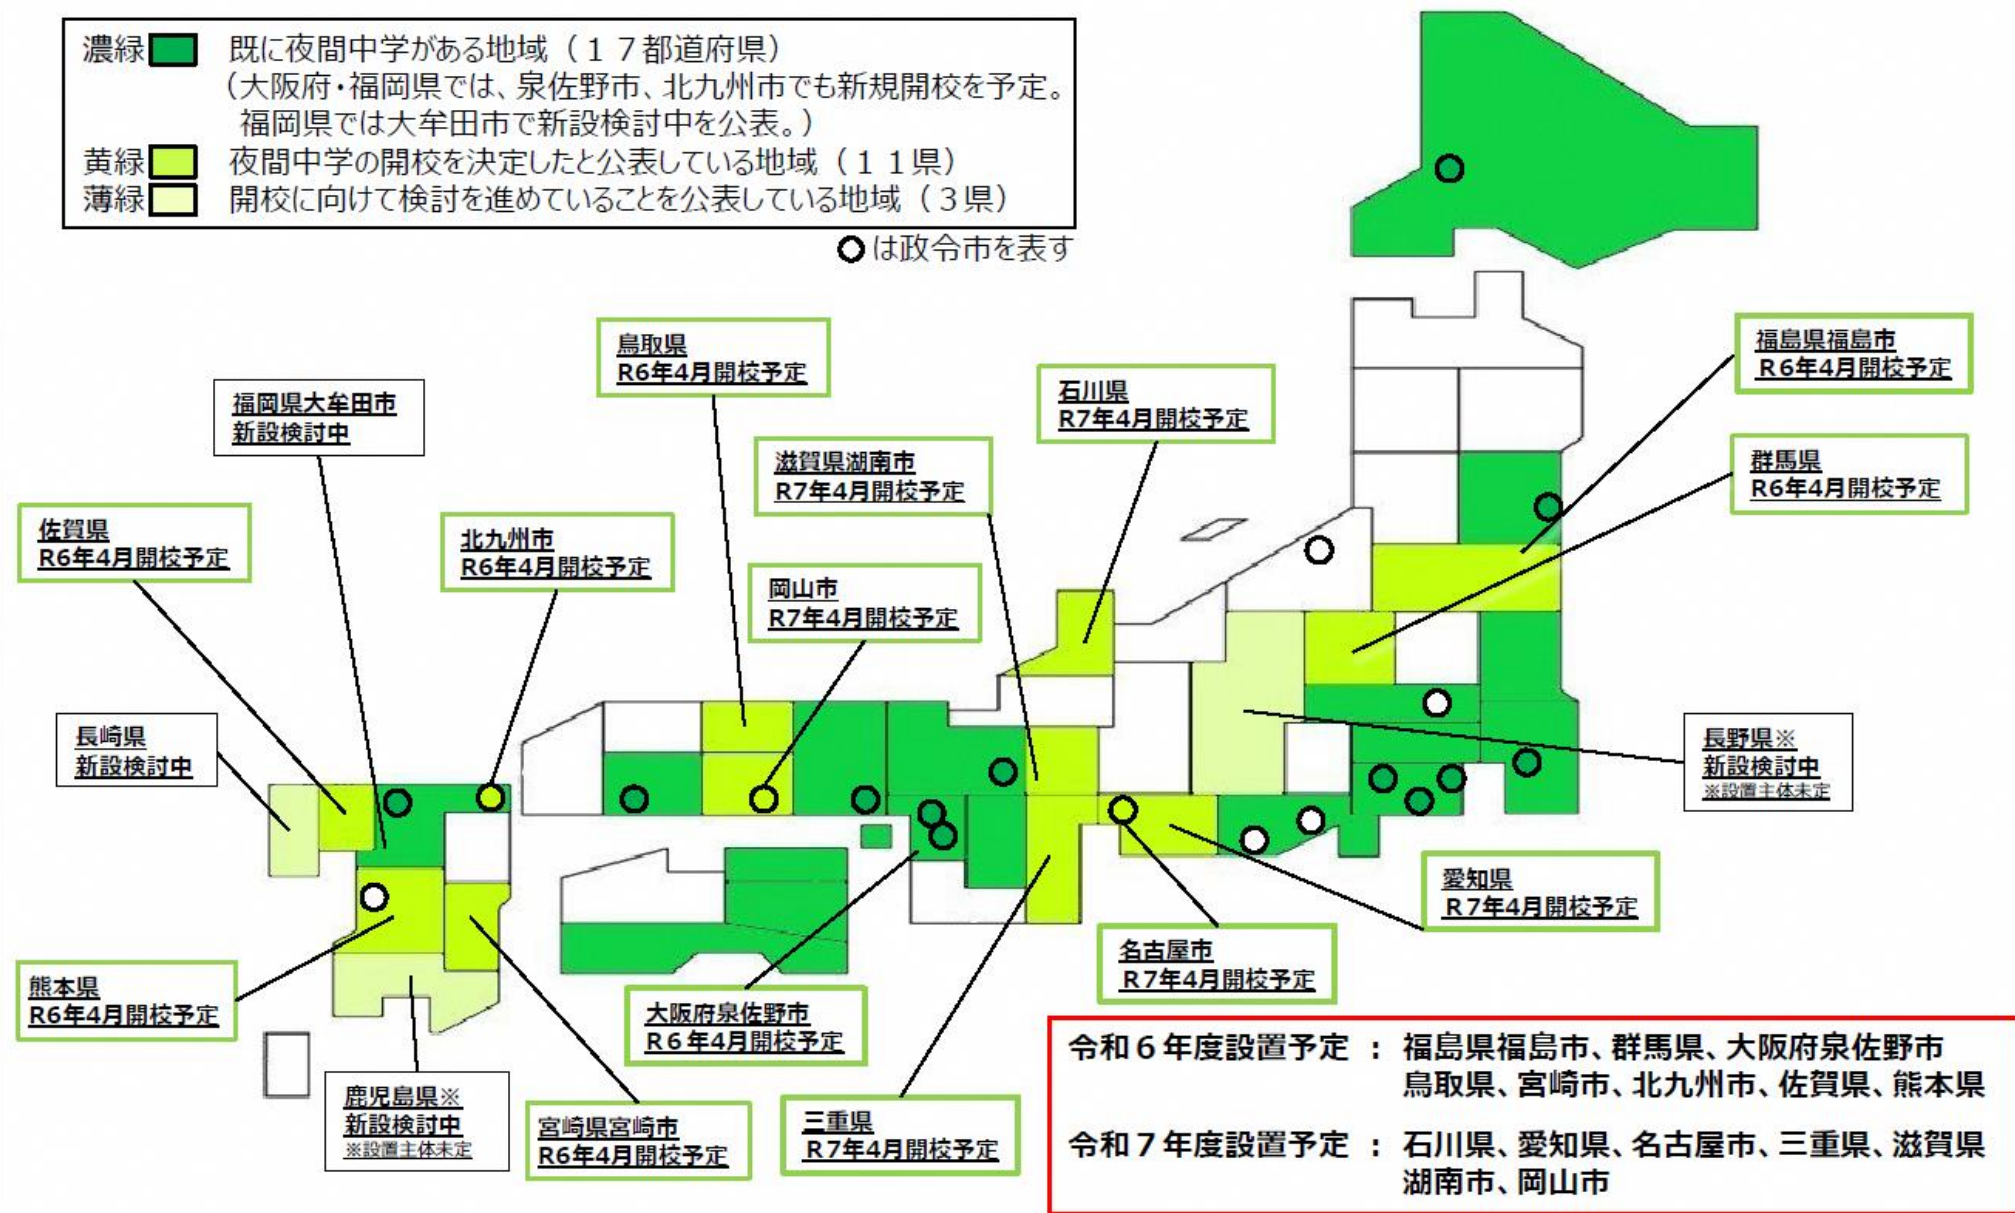 濃緑 既に夜間中学がある地域（１７都道府県）
（大阪府・福岡県では、泉佐野市、北九州市でも新規開校を予定。
福岡県では大牟田市で新設検討中を公表。）
黄緑 夜間中学の開校を決定したと公表している地域（１１県）
薄緑 開校に向けて検討を進めていることを公表している地域（３県）
は政令市を表す
鳥取県
R6年4月開校予定
福島県福島市
R6年4月開校予定
福岡県大牟田市
新設検討中
石川県
R7年4月開校予定
滋賀県湖南市
R7年4月開校予定
群馬県
R6年4月開校予定
佐賀県
R6年4月開校予定
北九州市
R6年4月開校予定
岡山市
R7年4月開校予定
長崎県
新設検討中
長野県※
新設検討中
※設置主体未定
愛知県
R7年4月開校予定
名古屋市
R7年4月開校予定
熊本県
R6年4月開校予定
大阪府泉佐野市
R６年4月開校予定
鹿児島県※
新設検討中
※設置主体未定
宮崎県宮崎市
R6年4月開校予定
三重県
R7年4月開校予定
令和６年度設置予定 ： 福島県福島市、群馬県、大阪府泉佐野市
鳥取県、宮崎市、北九州市、佐賀県、熊本県
令和７年度設置予定 ： 石川県、愛知県、名古屋市、三重県、滋賀県
湖南市、岡山市